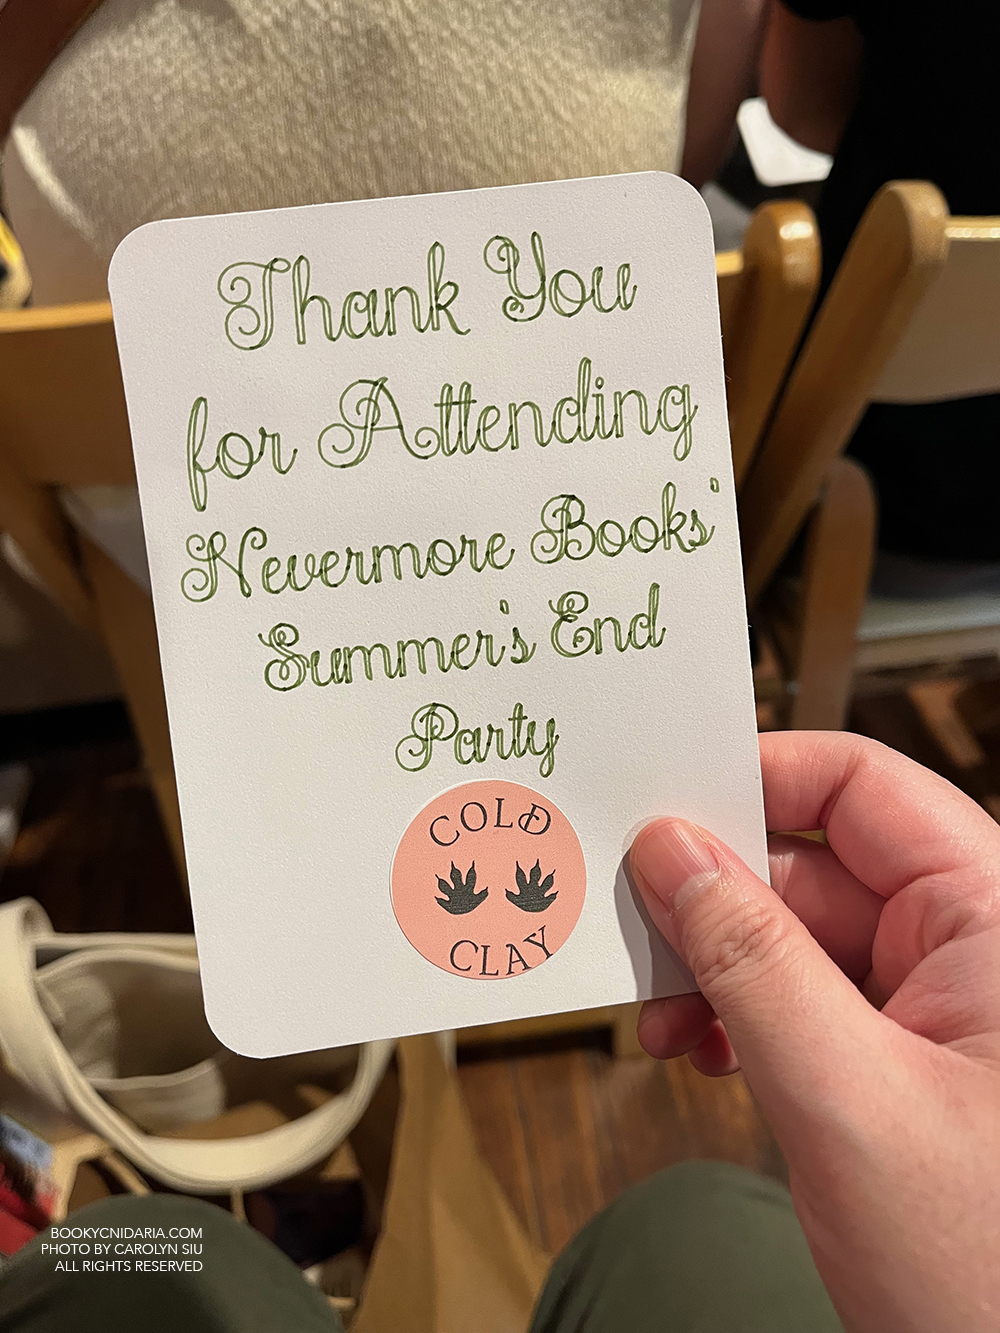 Thank You
for Attending
Nevermore Books'
Summer's End
Party
COLD
CLAY
BOOKYCNIDARIA.COM
PHOTO BY CAROLYN SIU
ALL RIGHTS RESERVED